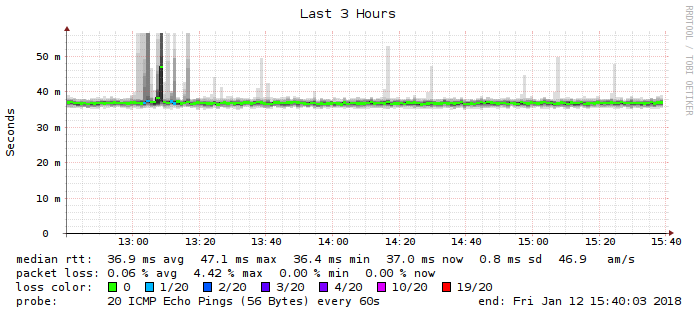 Last 3 Hours
RRDTOOL / TOBI OETIKER
Seconds
50 m
40 m
30 m
20 m
10 m
0
13:00 13:20 13:40 14:00 14:20 14:40 15:00 15:20 15:40
median rtt: 36.9 ms avg 47.1 ms max 36.4 ms min 37.0 ms now 0.8 ms sd 46.9 am/s
packet loss: 0.06 % avg 4.42 % max 0.00 % min 0.00 % now
loss color: 0 1/20 2/20 3/20 4/20 10/20 19/20
probe: 20 ICMP Echo Pings (56 Bytes) every 60s end: Fri Jan 12 15:40:03 2018